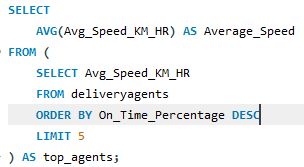 SELECT
AVG(Avg_Speed_KM_HR) AS Average_Speed
FROM (
SELECT Avg_Speed_KM_HR
FROM deliveryagents
ORDER BY On_Time_Percentage DESC
LIMIT 5
) AS top_agents;